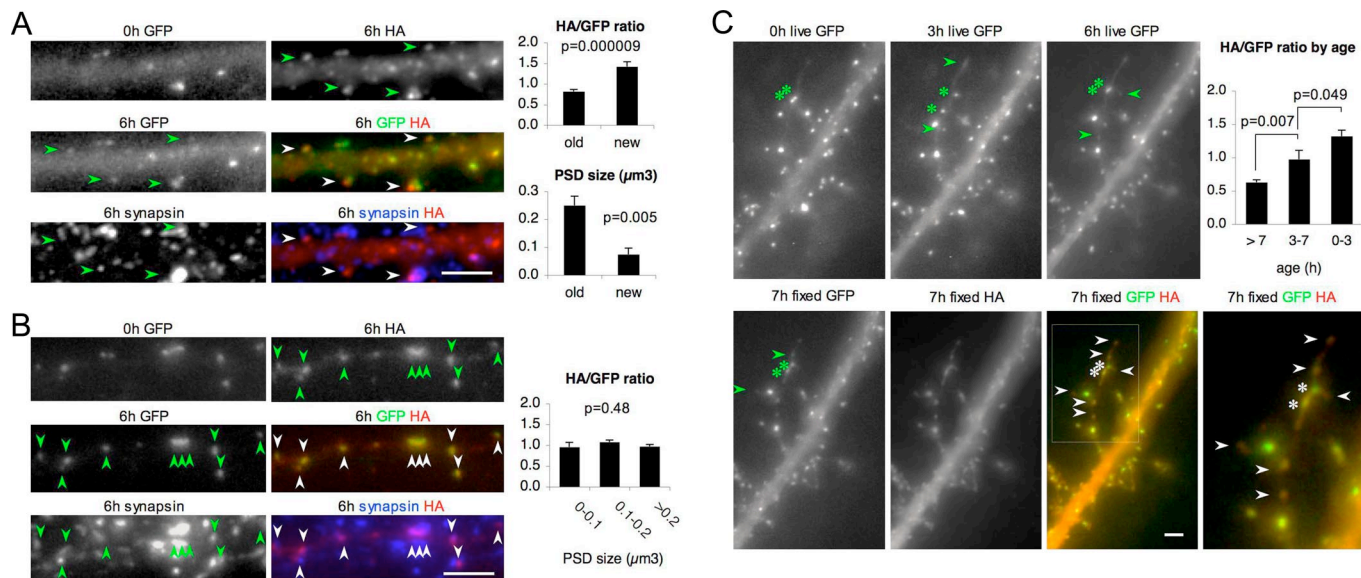 A
0h GFP
6h HA
6h GFP
6h GFP HA
6h synapsin
6h synapsin HA
HA/GFP ratio
2.0
1.5
1.0
0.5
0.0
p=0.000009
old
new
PSD size (µm3)
0.3
0.2
0.1
0
p=0.005
old
new
B
0h GFP
6h HA
6h GFP
6h GFP HA
6h synapsin
6h synapsin HA
HA/GFP ratio
2.0
1.5
1.0
0.5
0.0
p=0.48
0-0.1
0.1-0.2
>0.2
PSD size (µm3)
C
0h live GFP
3h live GFP
6h live GFP
7h fixed GFP
7h fixed HA
7h fixed GFP HA
7h fixed GFP HA
HA/GFP ratio by age
2.0
1.5
1.0
0.5
0.0
p=0.049
p=0.007
> 7
3-7
0-3
age (h)